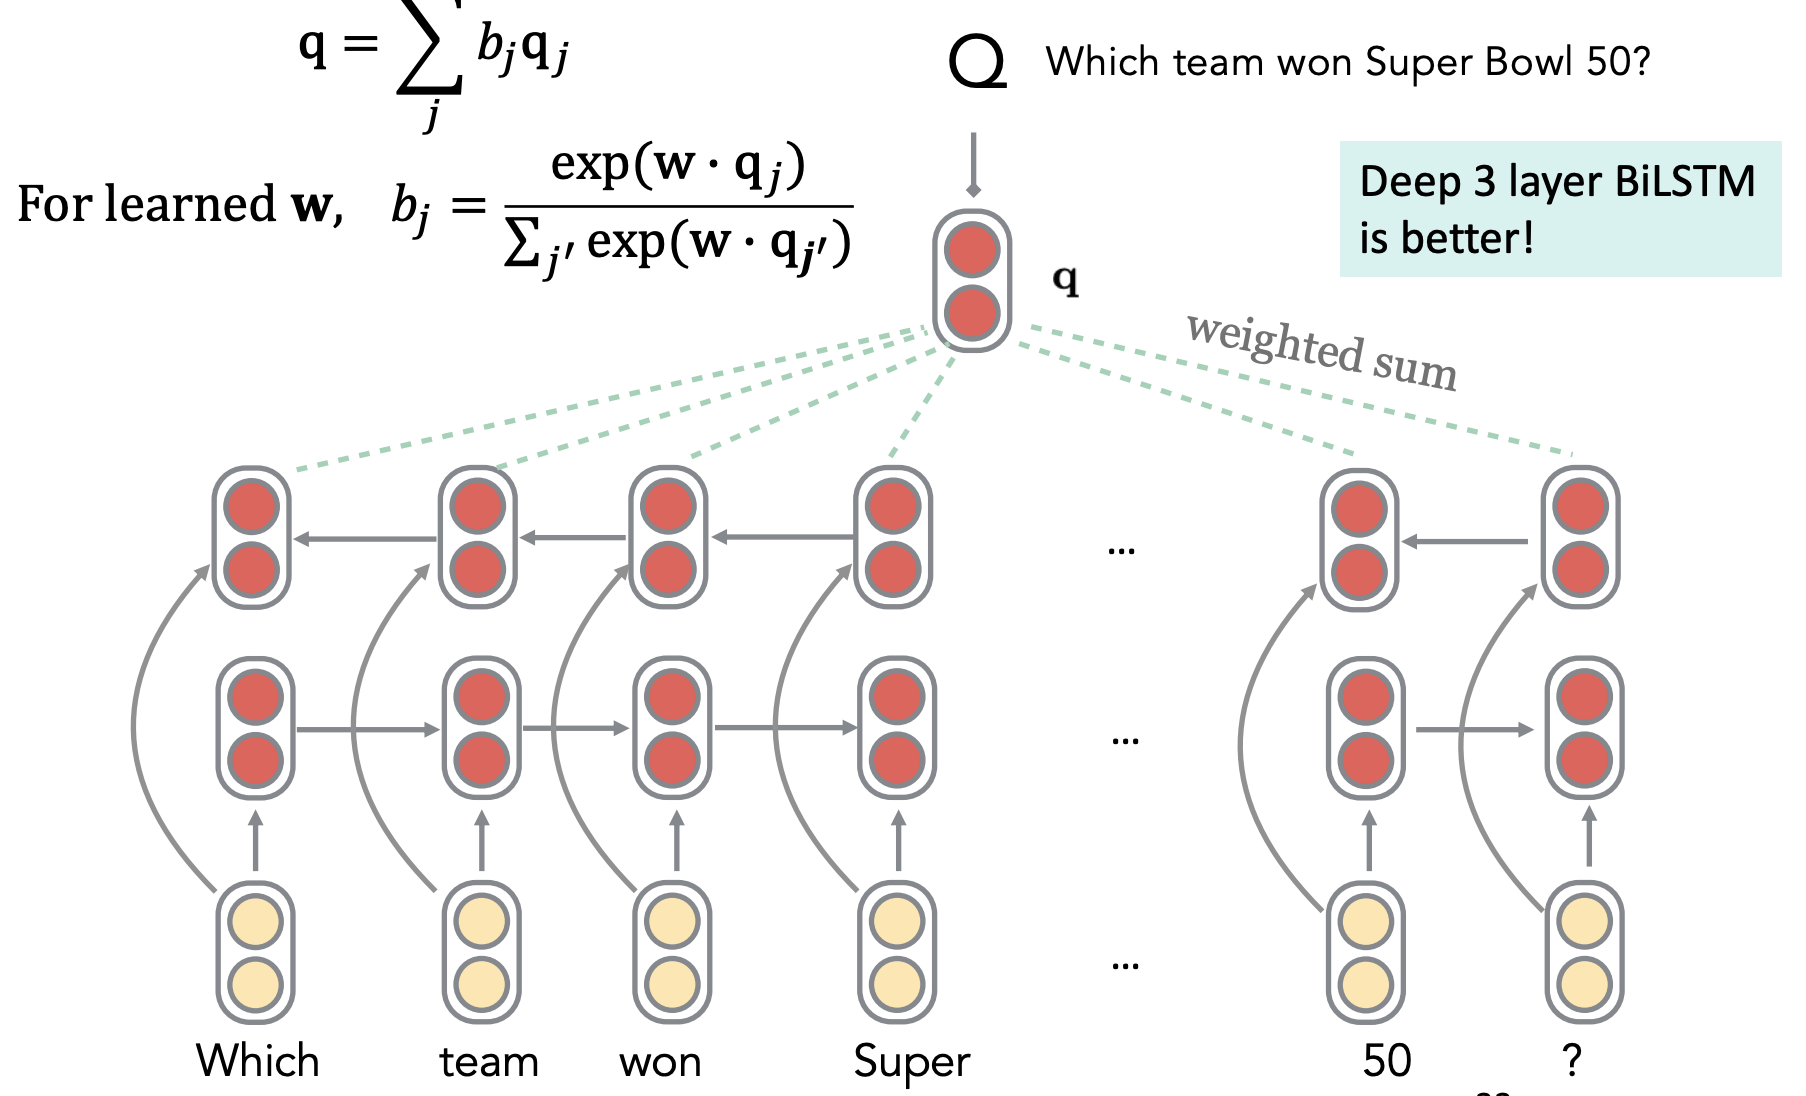 𝐪 = ∑_j b_j 𝐪_j
Q Which team won Super Bowl 50?
For learned 𝐰, b_j = exp(𝐰 · 𝐪_j) / ∑_j′ exp(𝐰 · 𝐪_j′)
Deep 3 layer BiLSTM
is better!
𝐪
weighted sum
...
...
...
Which team won Super 50 ?